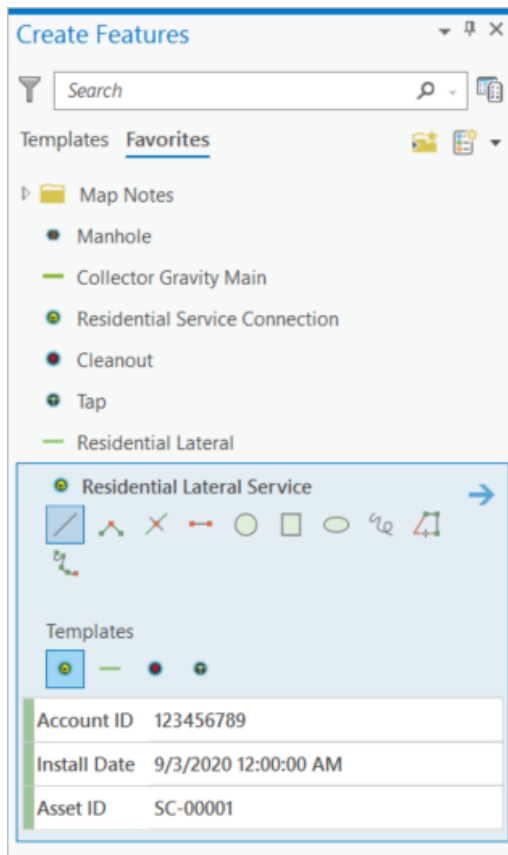 Create Features
Search
Templates Favorites
Map Notes
Manhole
Collector Gravity Main
Residential Service Connection
Cleanout
Tap
Residential Lateral
Residential Lateral Service
Templates
Account ID 123456789
Install Date 9/3/2020 12:00:00 AM
Asset ID SC-00001